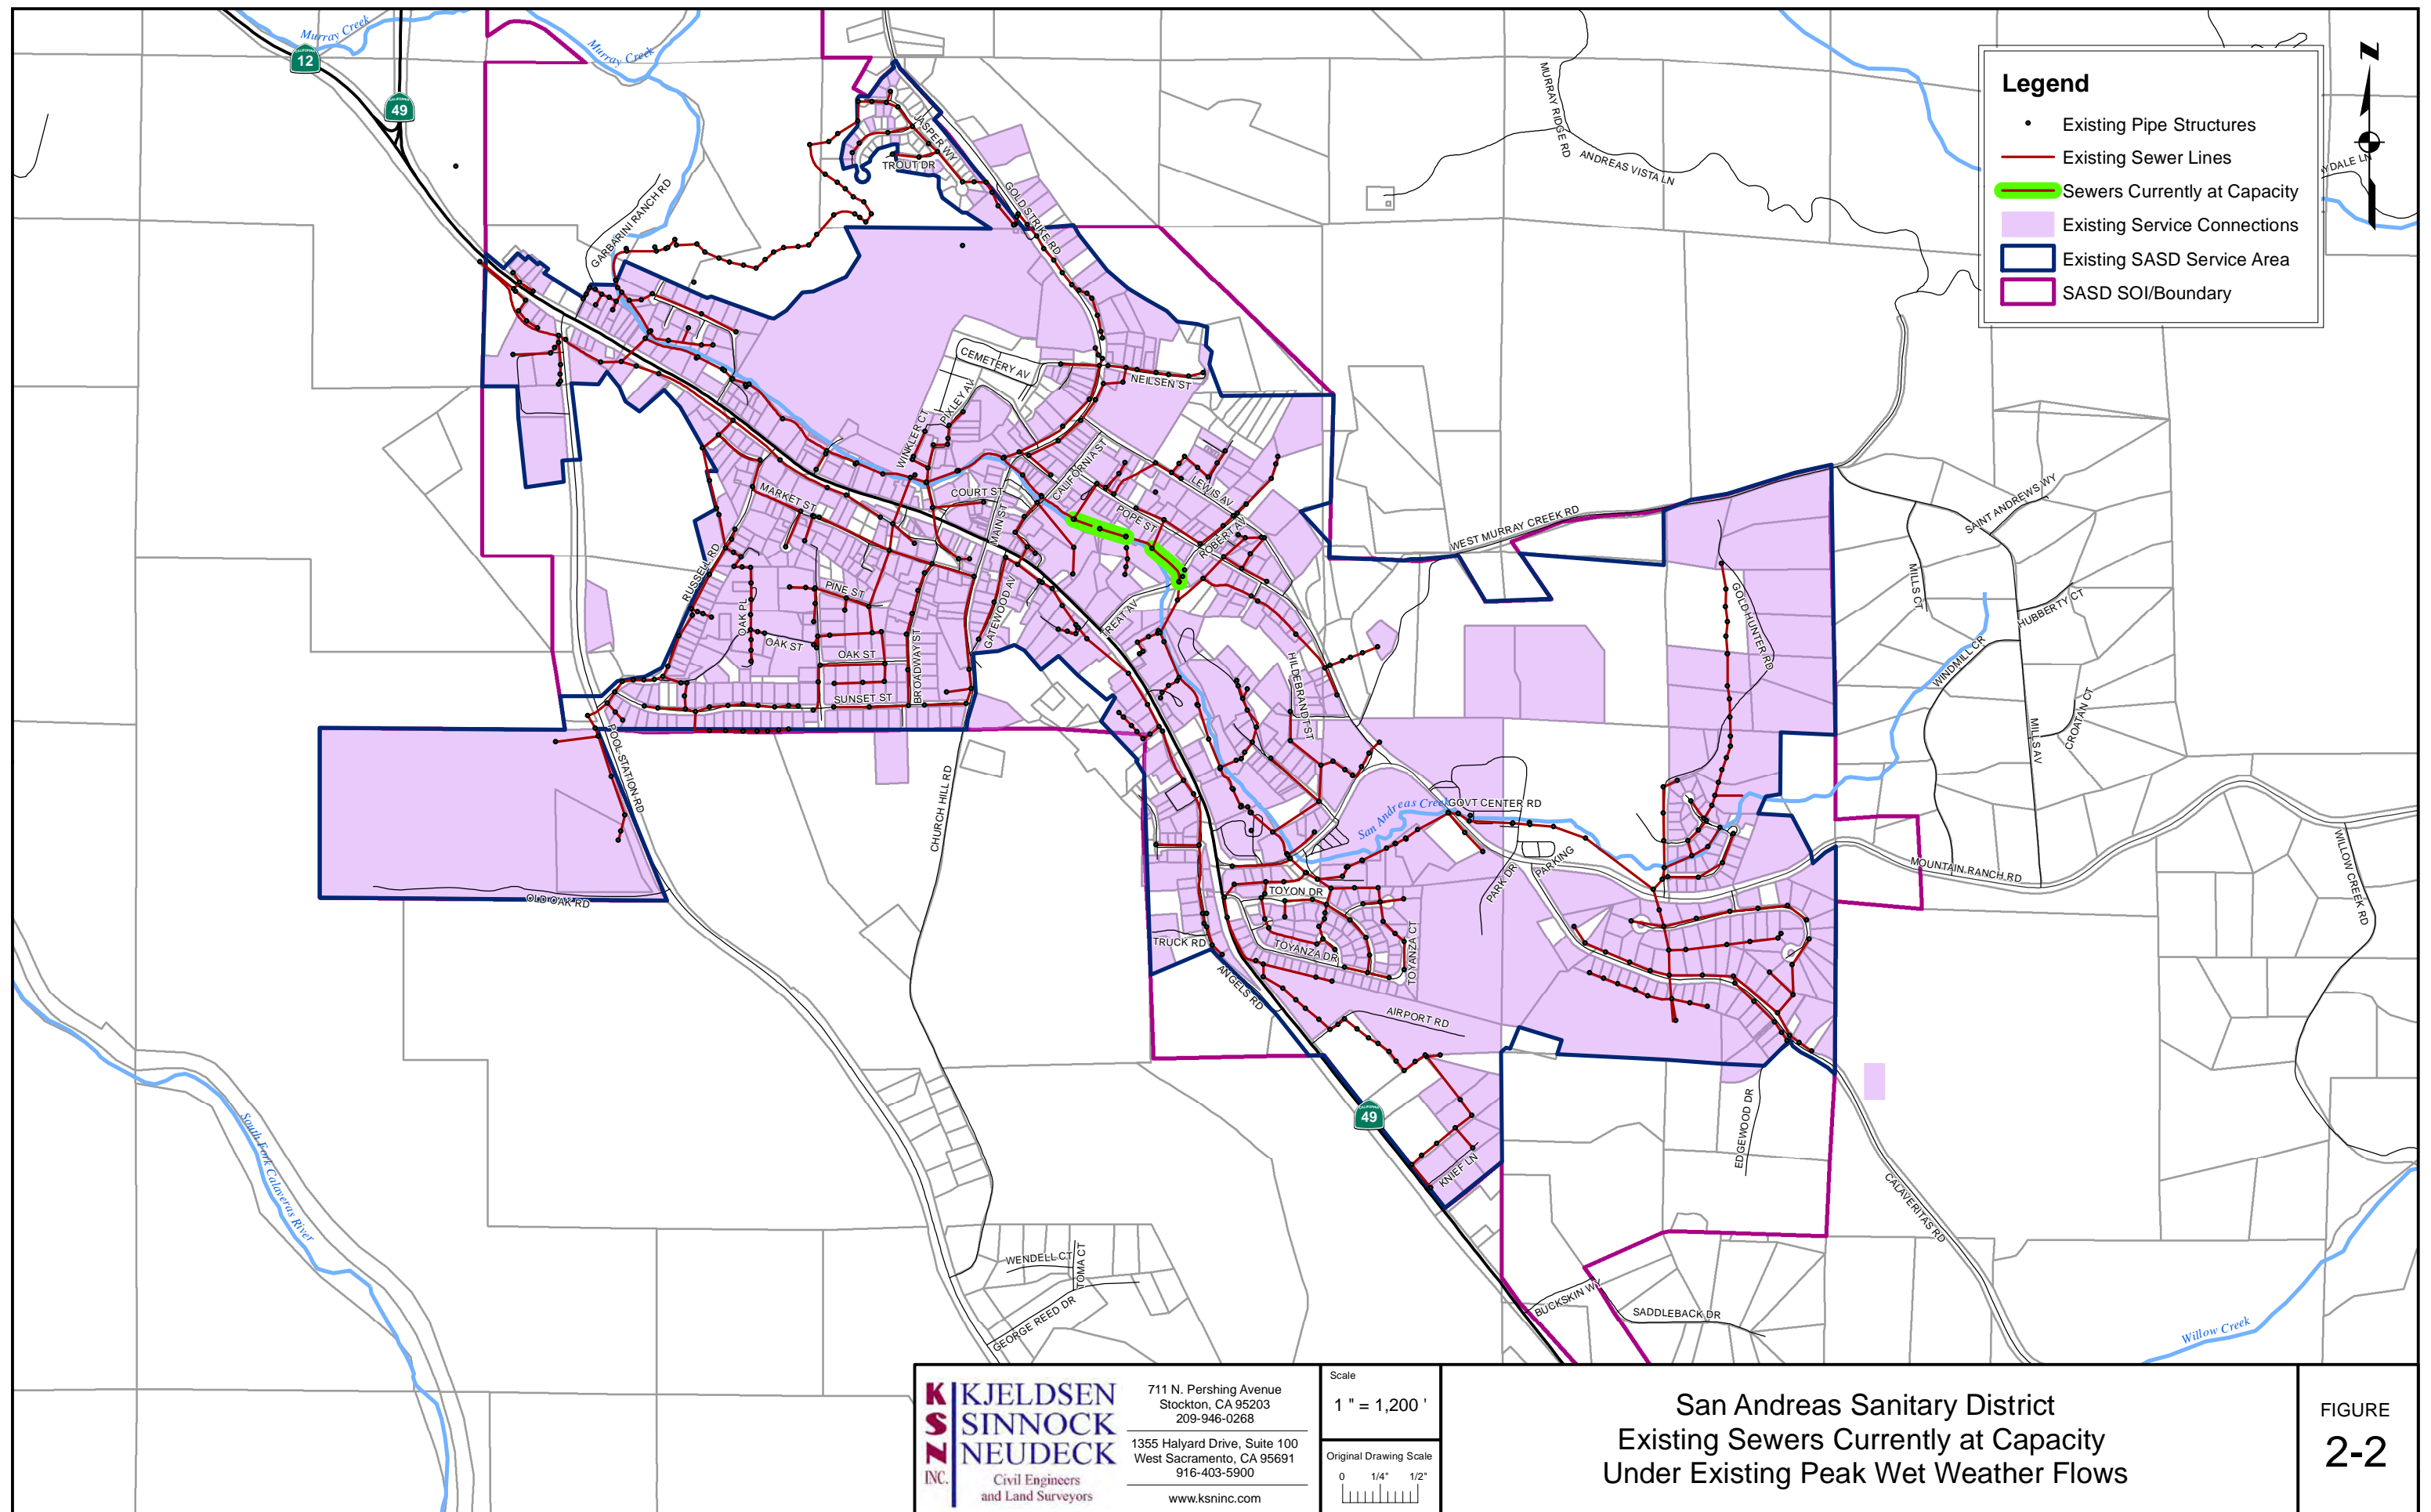 Murray Creek
Murray Creek
CALIFORNIA
12
CALIFORNIA
49
Legend
Existing Pipe Structures
Existing Sewer Lines
Sewers Currently at Capacity
Existing Service Connections
Existing SASD Service Area
SASD SOI/Boundary
N
MURRAY RIDGE RD
ANDREAS VISTA LN
YDALE LN
JASPER WY
TROUT DR
GOLD STRIKE RD
GARBARINI RANCH RD
CEMETERY AV
NEILSEN ST
PIXLEY AV
WINKLER CT
CALIFORNIA ST
LEWIS AV
COURT ST
MARKET ST
POPE ST
MAIN ST
ROBERT AV
WEST MURRAY CREEK RD
SAINT ANDREWS WY
RUSSELL RD
PINE ST
OAK PL
GATEWOOD AV
TREAT AV
MILLS CT
HUBBERTY CT
GOLD HUNTER RD
OAK ST
OAK ST
BROADWAY ST
HILDEBRANDT ST
WINDMILL CR
SUNSET ST
CROATAN CT
MILLS AV
POOL STATION RD
CHURCH HILL RD
San Andreas Creek
GOVT CENTER RD
PARK DR
PARKING
MOUNTAIN RANCH RD
WILLOW CREEK RD
OLD OAK RD
TOYON DR
TRUCK RD
TOYANZA DR
TOYANZA CT
ANGELS RD
AIRPORT RD
CALIFORNIA
49
South Fork Calaveras River
EDGEWOOD DR
KNIEF LN
CALAVERITAS RD
WENDELL CT
TOMA CT
GEORGE REED DR
BUCKSKIN WY
SADDLEBACK DR
Willow Creek
KSN INC.
KJELDSEN
SINNOCK
NEUDECK
Civil Engineers
and Land Surveyors
711 N. Pershing Avenue
Stockton, CA 95203
209-946-0268
1355 Halyard Drive, Suite 100
West Sacramento, CA 95691
916-403-5900
www.ksninc.com
Scale
1 " = 1,200 '
Original Drawing Scale
0 1/4" 1/2"
San Andreas Sanitary District
Existing Sewers Currently at Capacity
Under Existing Peak Wet Weather Flows
FIGURE
2-2